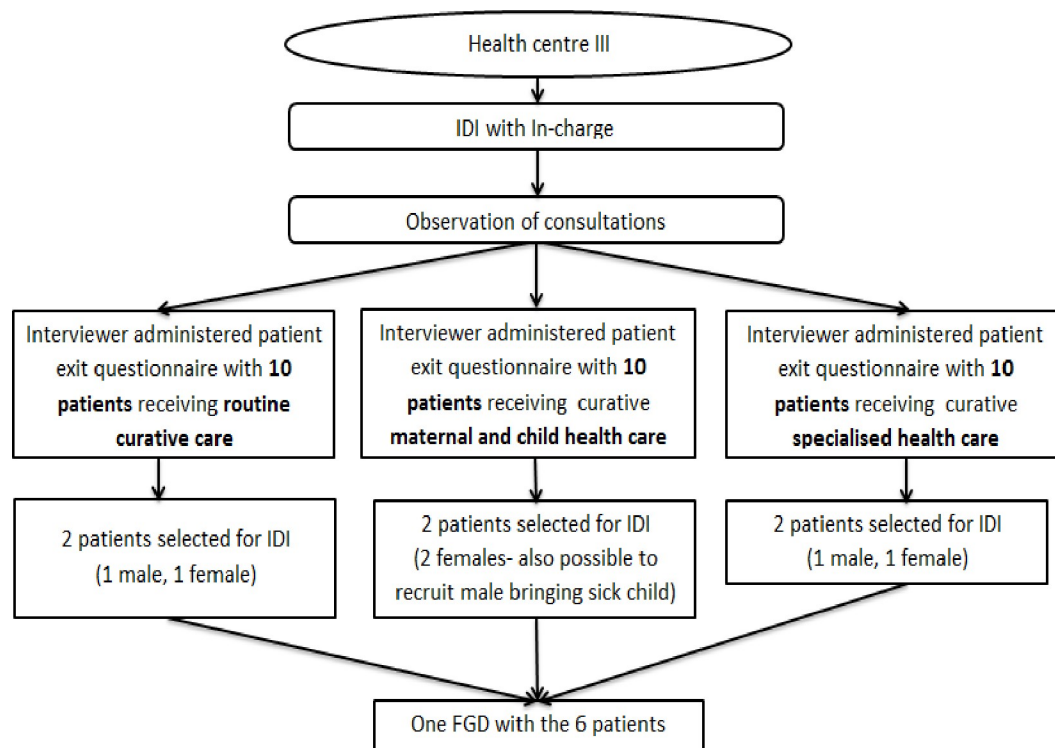 Health centre III
IDI with In-charge
Observation of consultations
Interviewer administered patient
exit questionnaire with 10
patients receiving routine
curative care
Interviewer administered patient
exit questionnaire with 10
patients receiving curative
maternal and child health care
Interviewer administered patient
exit questionnaire with 10
patients receiving curative
specialised health care
2 patients selected for IDI
(1 male, 1 female)
2 patients selected for IDI
(2 females- also possible to
recruit male bringing sick child)
2 patients selected for IDI
(1 male, 1 female)
One FGD with the 6 patients